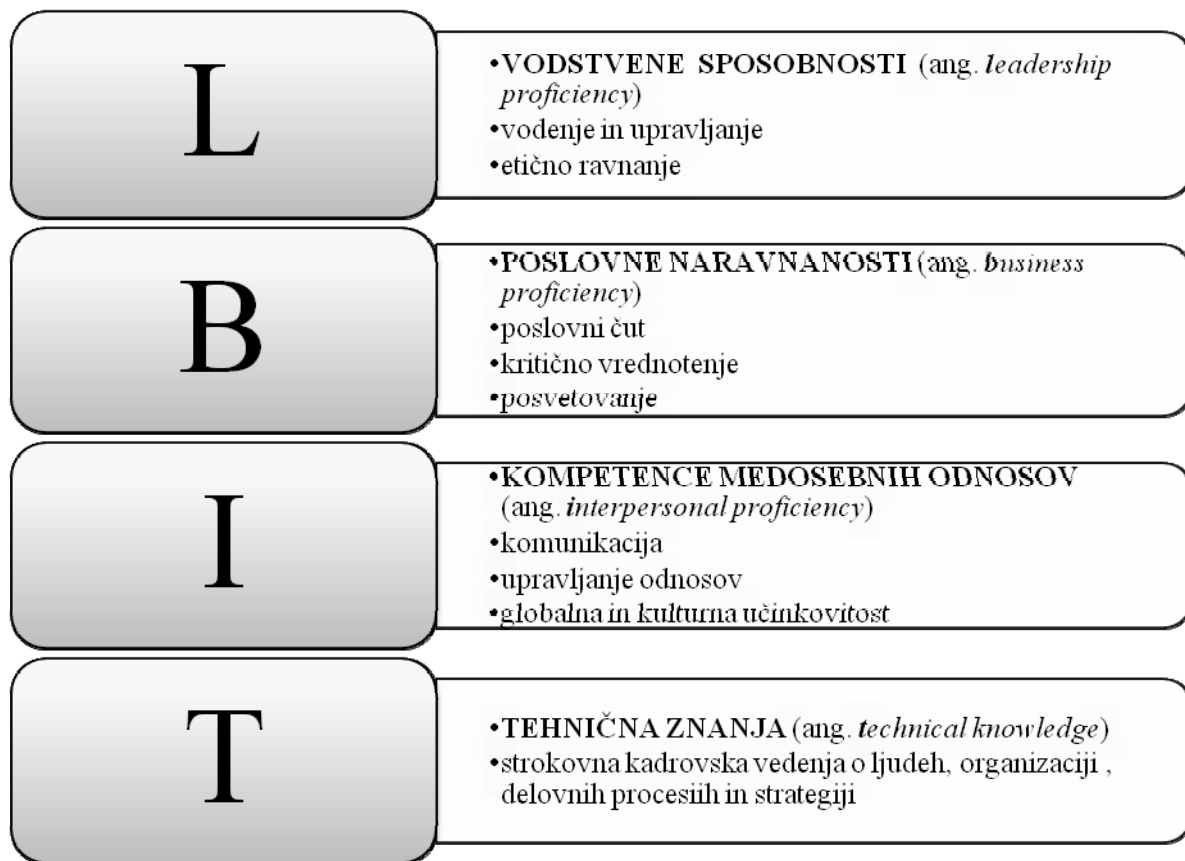 L
•VODSTVENE SPOSOBNOSTI (ang. leadership
proficiency)
•vodenje in upravljanje
•etično ravnanje
B
•POSLOVNE NARAVNANOSTI (ang. business
proficiency)
•poslovni čut
•kritično vrednotenje
•posvetovanje
I
•KOMPETENCE MEDOSEBNIH ODNOSOV
(ang. interpersonal proficiency)
•komunikacija
•upravljanje odnosov
•globalna in kulturna učinkovitost
T
•TEHNIČNA ZNANJA (ang. technical knowledge)
•strokovna kadrovska vedenja o ljudeh, organizaciji ,
delovnih procesiih in strategiji